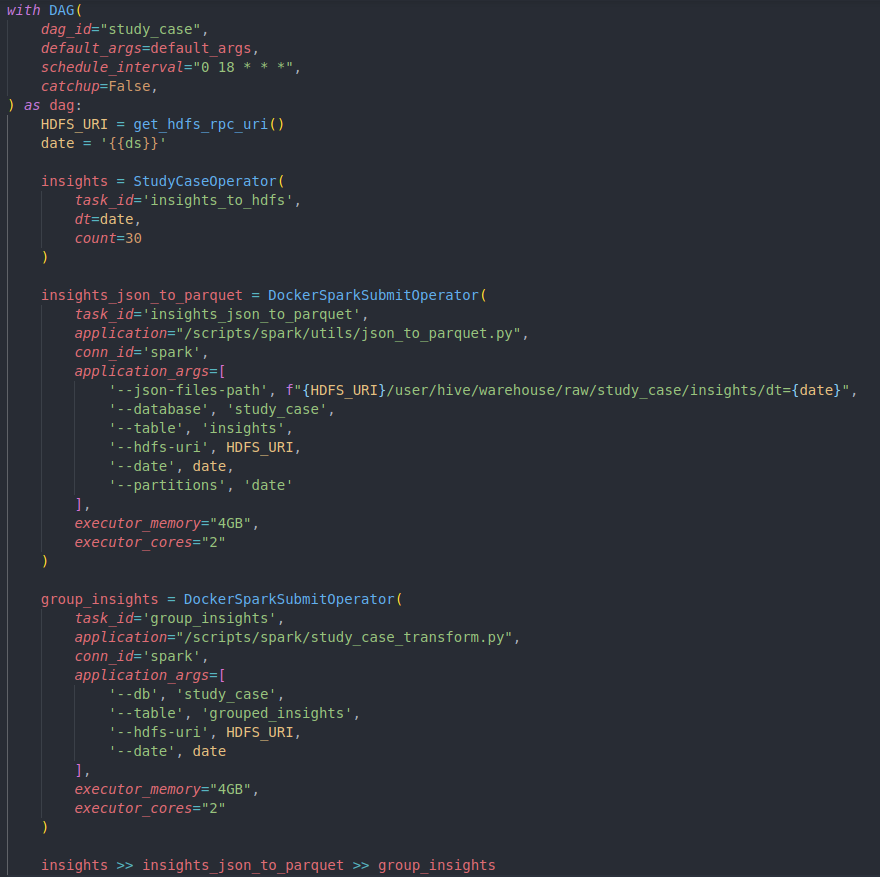 with DAG(
    dag_id="study_case",
    default_args=default_args,
    schedule_interval="0 18 * * *",
    catchup=False,
) as dag:
    HDFS_URI = get_hdfs_rpc_uri()
    date = '{{ds}}'

    insights = StudyCaseOperator(
        task_id='insights_to_hdfs',
        dt=date,
        count=30
    )

    insights_json_to_parquet = DockerSparkSubmitOperator(
        task_id='insights_json_to_parquet',
        application="/scripts/spark/utils/json_to_parquet.py",
        conn_id='spark',
        application_args=[
            '--json-files-path', f"{HDFS_URI}/user/hive/warehouse/raw/study_case/insights/dt={date}",
            '--database', 'study_case',
            '--table', 'insights',
            '--hdfs-uri', HDFS_URI,
            '--date', date,
            '--partitions', 'date'
        ],
        executor_memory="4GB",
        executor_cores="2"
    )

    group_insights = DockerSparkSubmitOperator(
        task_id='group_insights',
        application="/scripts/spark/study_case_transform.py",
        conn_id='spark',
        application_args=[
            '--db', 'study_case',
            '--table', 'grouped_insights',
            '--hdfs-uri', HDFS_URI,
            '--date', date
        ],
        executor_memory="4GB",
        executor_cores="2"
    )

    insights >> insights_json_to_parquet >> group_insights